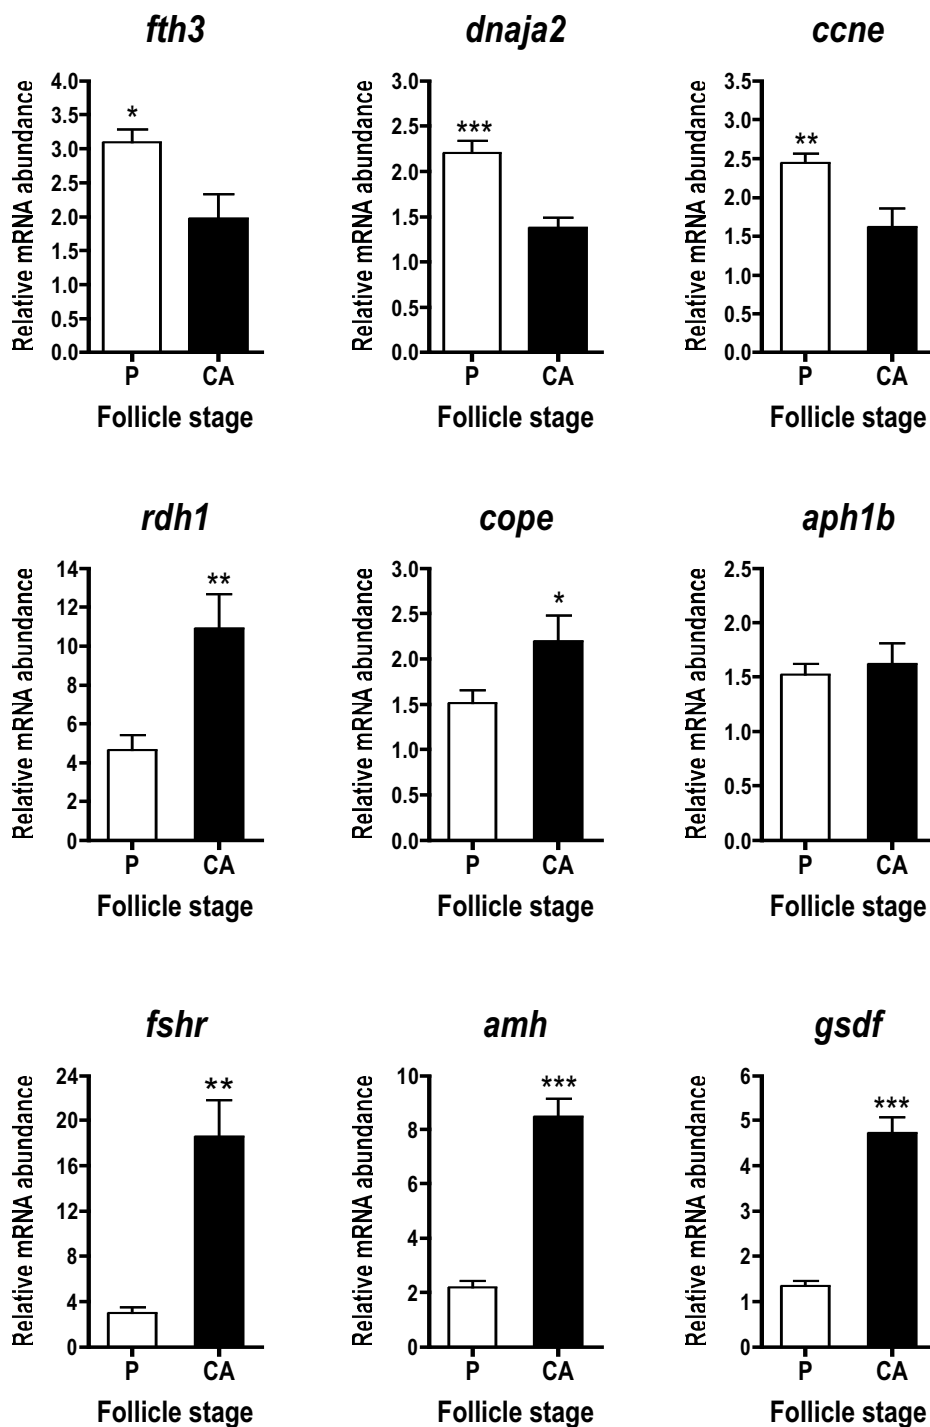 fth3
dnaja2
ccne
Relative mRNA abundance
4.0
3.5
3.0
2.5
2.0
1.5
1.0
0.5
0.0
*
P
CA
Follicle stage
Relative mRNA abundance
3.0
2.5
2.0
1.5
1.0
0.5
0.0
***
P
CA
Follicle stage
Relative mRNA abundance
3.5
3.0
2.5
2.0
1.5
1.0
0.5
0.0
**
P
CA
Follicle stage
rdh1
cope
aph1b
Relative mRNA abundance
14
12
10
8
6
4
2
0
**
P
CA
Follicle stage
Relative mRNA abundance
3.0
2.5
2.0
1.5
1.0
0.5
0.0
*
P
CA
Follicle stage
Relative mRNA abundance
2.5
2.0
1.5
1.0
0.5
0.0
P
CA
Follicle stage
fshr
amh
gsdf
Relative mRNA abundance
24
20
16
12
8
4
0
**
P
CA
Follicle stage
Relative mRNA abundance
10
8
6
4
2
0
***
P
CA
Follicle stage
Relative mRNA abundance
6
5
4
3
2
1
0
***
P
CA
Follicle stage